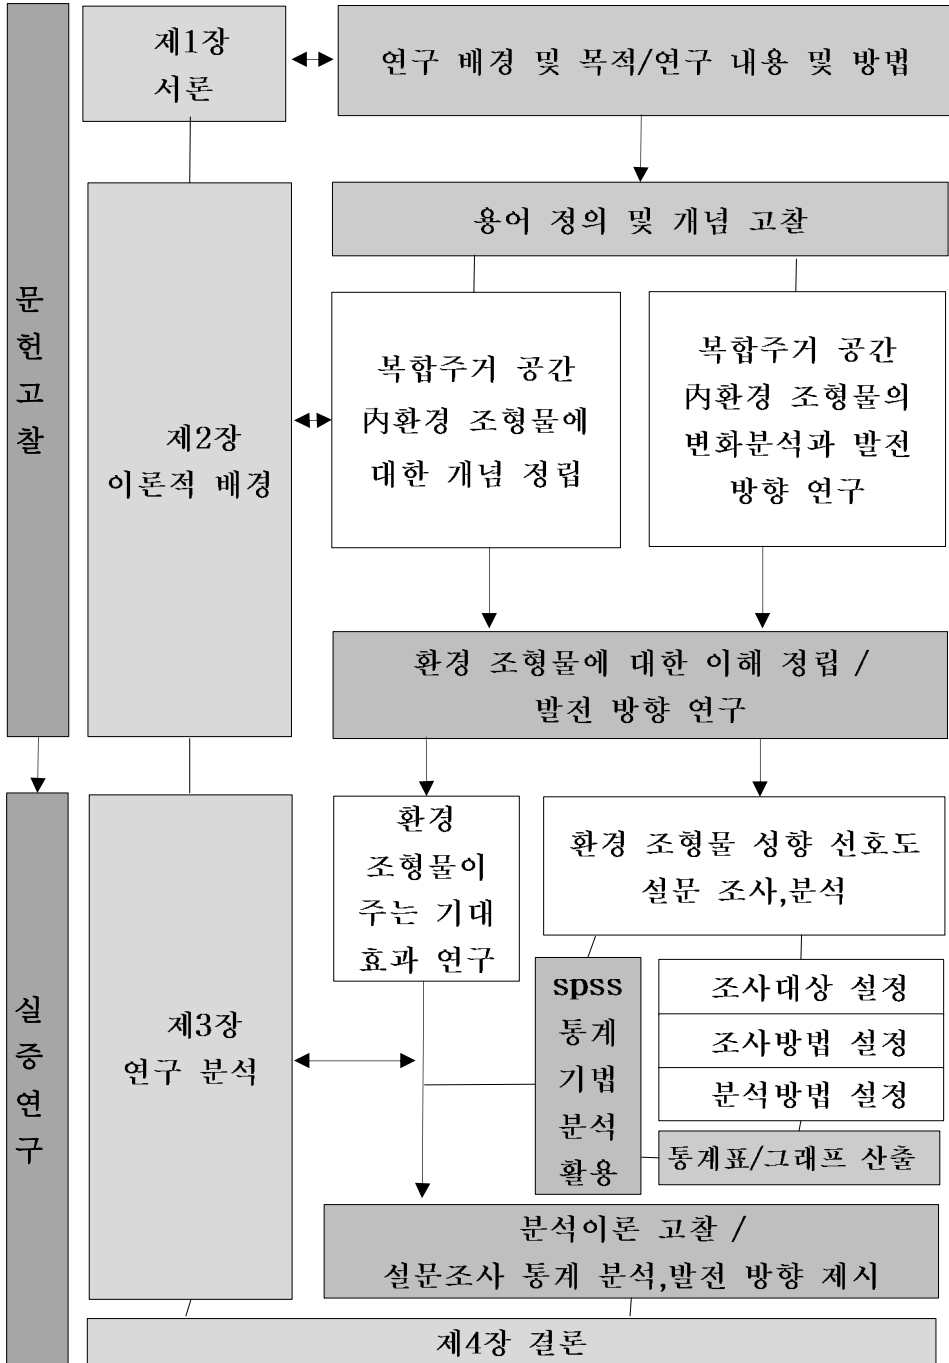 제1장
서론
연구 배경 및 목적/연구 내용 및 방법
용어 정의 및 개념 고찰
문
헌
고
찰
제2장
이론적 배경
복합주거 공간
內환경 조형물에
대한 개념 정립
복합주거 공간
內환경 조형물의
변화분석과 발전
방향 연구
환경 조형물에 대한 이해 정립 /
발전 방향 연구
실
증
연
구
제3장
연구 분석
환경
조형물이
주는 기대
효과 연구
환경 조형물 성향 선호도
설문 조사,분석
spss
통계
기법
분석
활용
조사대상 설정
조사방법 설정
분석방법 설정
통계표/그래프 산출
분석이론 고찰 /
설문조사 통계 분석,발전 방향 제시
제4장 결론